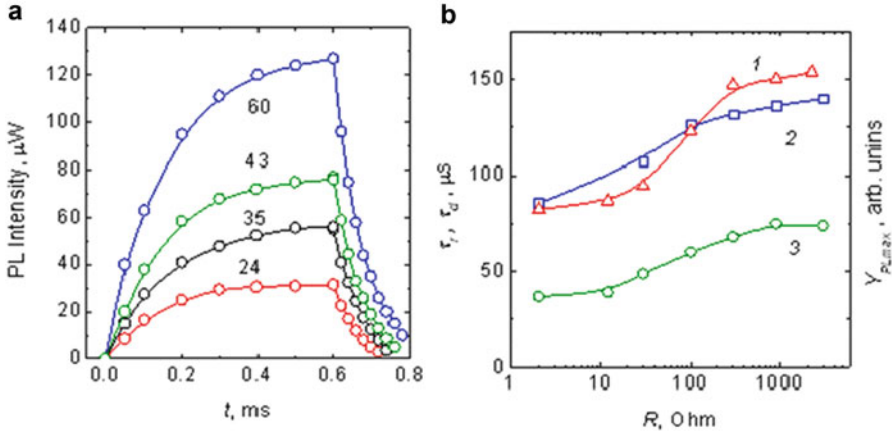 a
PL Intensity, µW
140
120
100
80
60
40
20
0
60
43
35
24
0.0 0.2 0.4 0.6 0.8
t, ms
b
τr, τd, µS
150
100
50
0
1
2
3
1 10 100 1000
R, Ohm
YPLmax, arb. unins